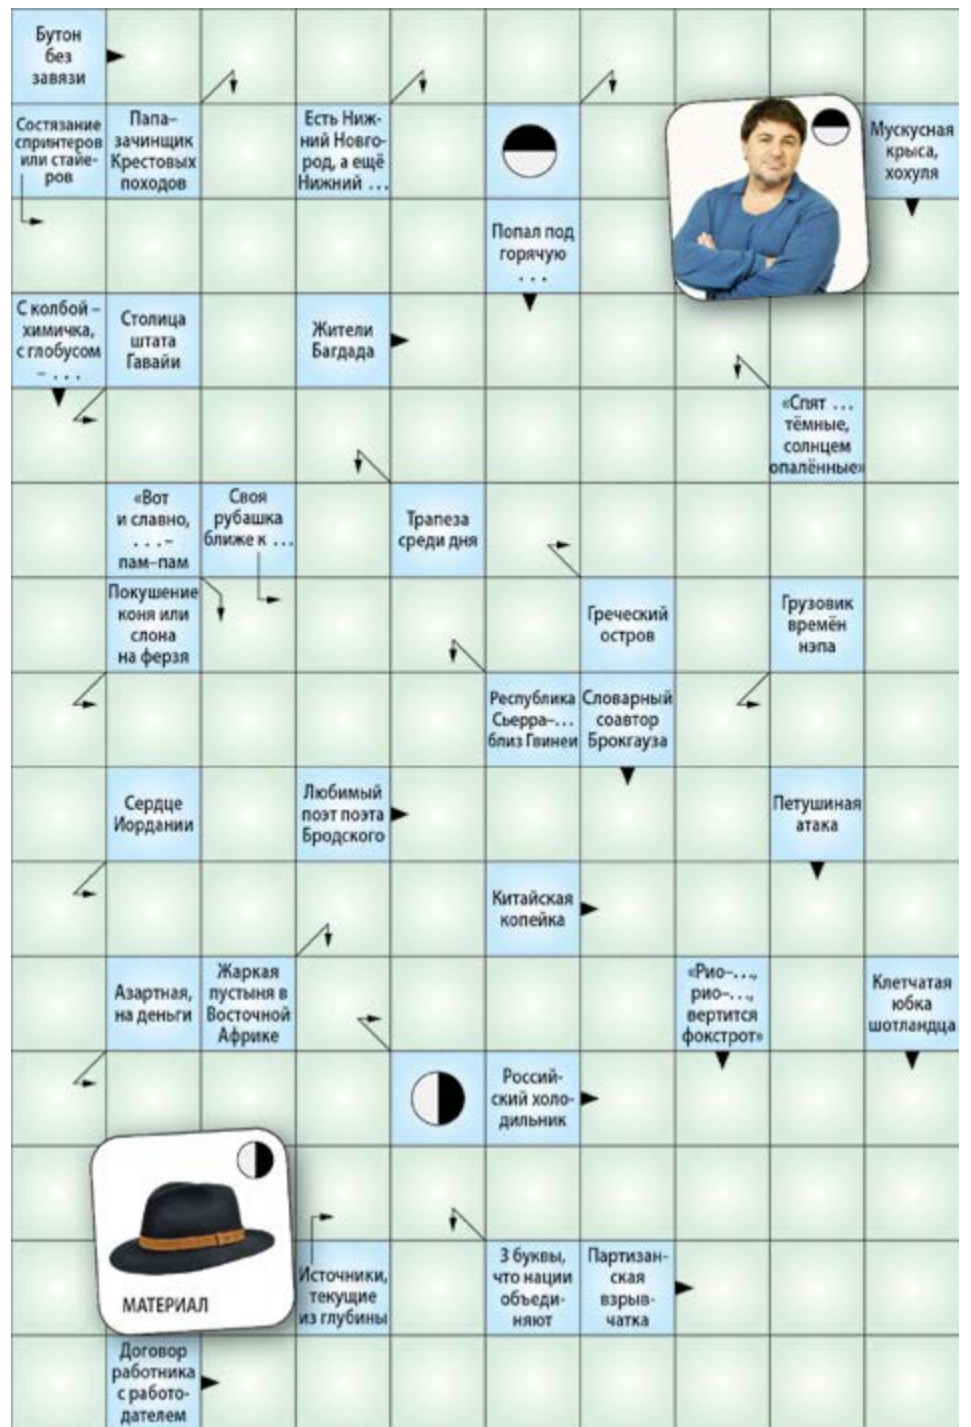 Бутон
без
завязи
Состязание
спринтеров
или стайе-
ров
Папа–
зачинщик
Крестовых
походов
Есть Ниж-
ний Новго-
род, а ещё
Нижний ...
Мускусная
крыса,
хохуля
Попал под
горячую
...
С колбой –
химичка,
с глобусом
– ...
Столица
штата
Гавайи
Жители
Багдада
«Спят ...
тёмные,
солнцем
опалённые»
«Вот
и славно,
...–
пам–пам
Своя
рубашка
ближе к ...
Трапеза
среди дня
Покушение
коня или
слона
на ферзя
Греческий
остров
Грузовик
времён
нэпа
Республика
Сьерра–...
близ Гвинеи
Словарный
соавтор
Брокгауза
Сердце
Иордании
Любимый
поэт поэта
Бродского
Петушиная
атака
Китайская
копейка
Азартная,
на деньги
Жаркая
пустыня в
Восточной
Африке
«Рио–...,
рио–...,
вертится
фокстрот»
Клетчатая
юбка
шотландца
Россий-
ский холо-
дильник
МАТЕРИАЛ
Источники,
текущие
из глубины
3 буквы,
что нации
объеди-
няют
Партизан-
ская
взрыв-
чатка
Договор
работника
с работо-
дателем